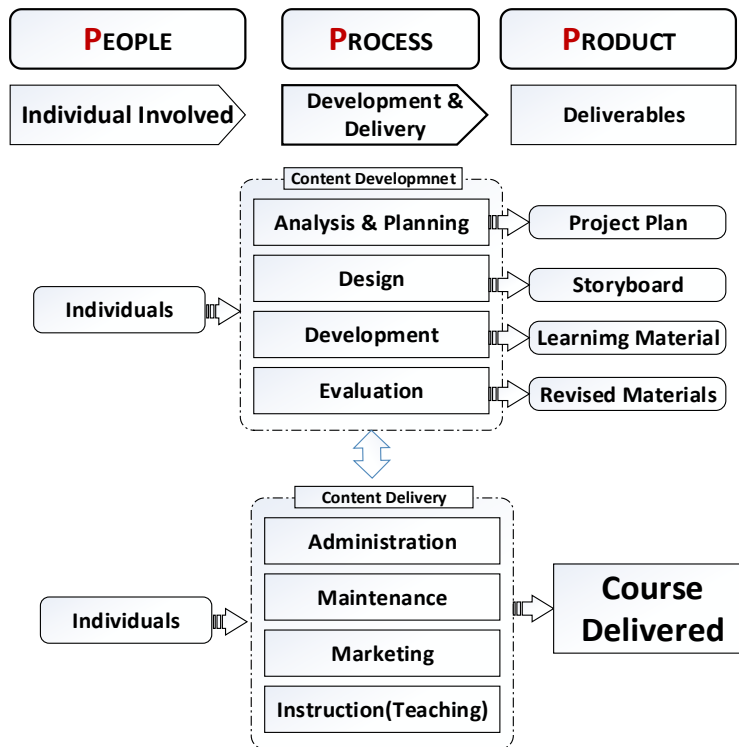 PEOPLE
PROCESS
PRODUCT
Individual Involved
Development &
Delivery
Deliverables
Content Developmnet
Analysis & Planning
Project Plan
Design
Storyboard
Individuals
Development
Learnimg Material
Evaluation
Revised Materials
Content Delivery
Administration
Maintenance
Individuals
Marketing
Instruction(Teaching)
Course
Delivered